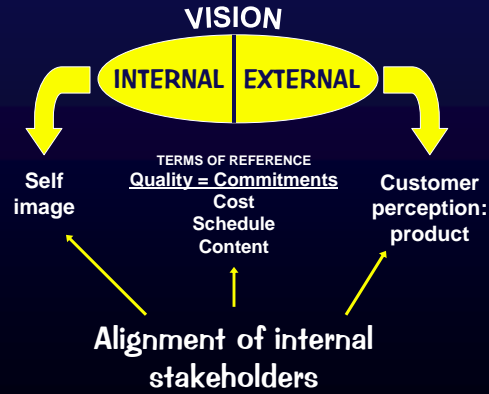 VISION
INTERNAL EXTERNAL
TERMS OF REFERENCE
Quality = Commitments
Cost
Schedule
Content
Self
image
Customer
perception:
product
Alignment of internal
stakeholders